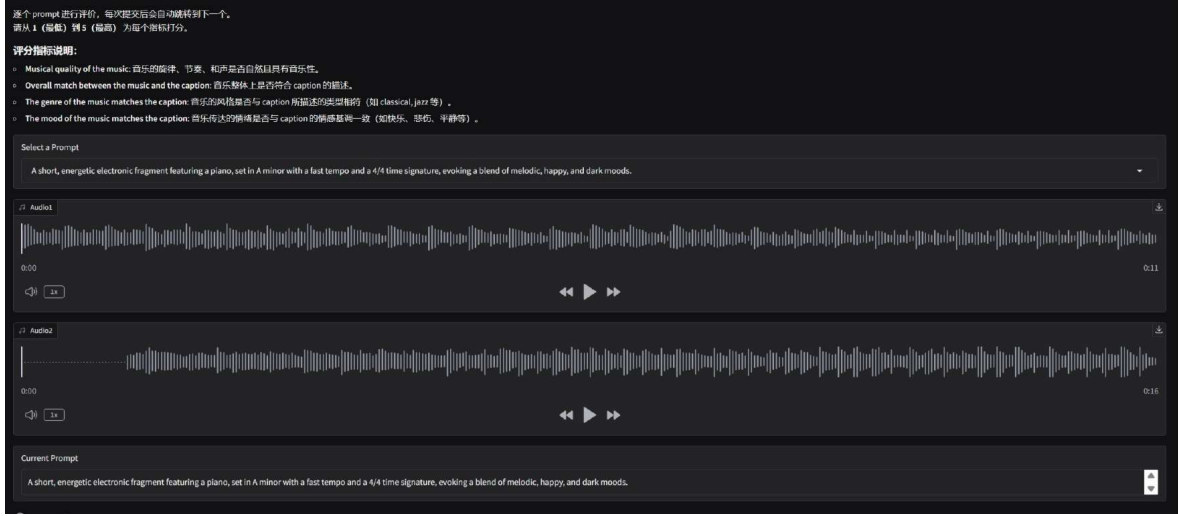 逐个 prompt 进行评价，每次提交后会自动跳转到下一个。
请从 1（最低）到 5（最高） 为每个指标打分。
评分指标说明：
Musical quality of the music: 音乐的旋律、节奏、和声是否自然且具有音乐性。
Overall match between the music and the caption: 音乐整体上是否符合 caption 的描述。
The genre of the music matches the caption: 音乐的风格是否与 caption 所描述的类型相符（如 classical, jazz 等）。
The mood of the music matches the caption: 音乐传达的情绪是否与 caption 的情感基调一致（如快乐、悲伤、平静等）。
Select a Prompt
A short, energetic electronic fragment featuring a piano, set in A minor with a fast tempo and a 4/4 time signature, evoking a blend of melodic, happy, and dark moods.
Audio1
0:00 0:11
1x
Audio2
0:00 0:16
1x
Current Prompt
A short, energetic electronic fragment featuring a piano, set in A minor with a fast tempo and a 4/4 time signature, evoking a blend of melodic, happy, and dark moods.